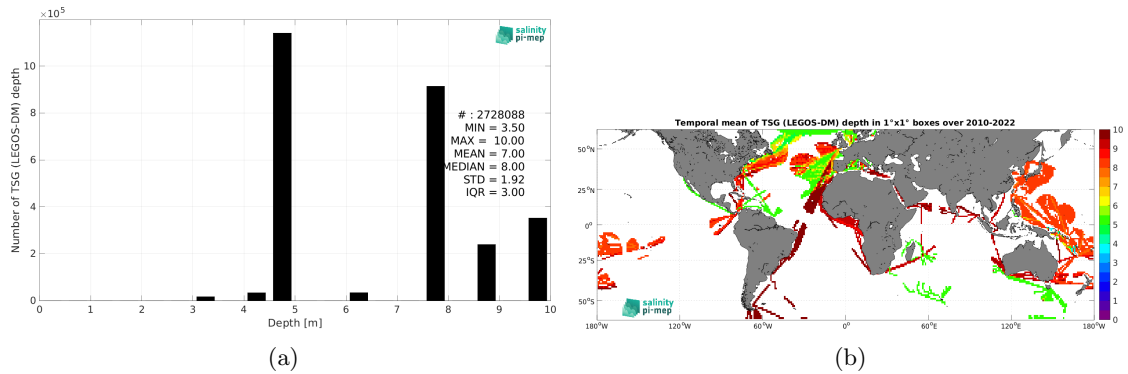 ×10⁵
10
8
6
4
2
0
0 1 2 3 4 5 6 7 8 9 10
Number of TSG (LEGOS-DM) depth
Depth [m]
salinity
pi-mep
# : 2728088
MIN = 3.50
MAX = 10.00
MEAN = 7.00
MEDIAN = 8.00
STD = 1.92
IQR = 3.00
(a)
Temporal mean of TSG (LEGOS-DM) depth in 1°x1° boxes over 2010-2022
50°N
25°N
0°
25°S
50°S
180°W 120°W 60°W 0° 60°E 120°E 180°E
salinity
pi-mep
10
9
8
7
6
5
4
3
2
1
0
(b)